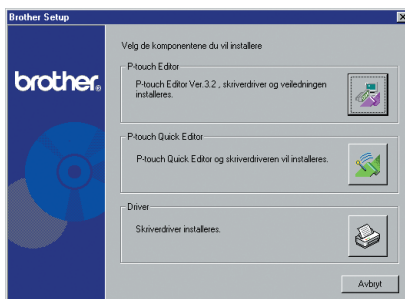 Brother Setup
Velg de komponentene du vil installere
brother.
P-touch Editor
P-touch Editor Ver.3.2 , skriverdriver og veiledningen
installeres.
P-touch Quick Editor
P-touch Quick Editor og skriverdriveren vil installeres.
Driver
Skriverdriver installeres.
Avbryt